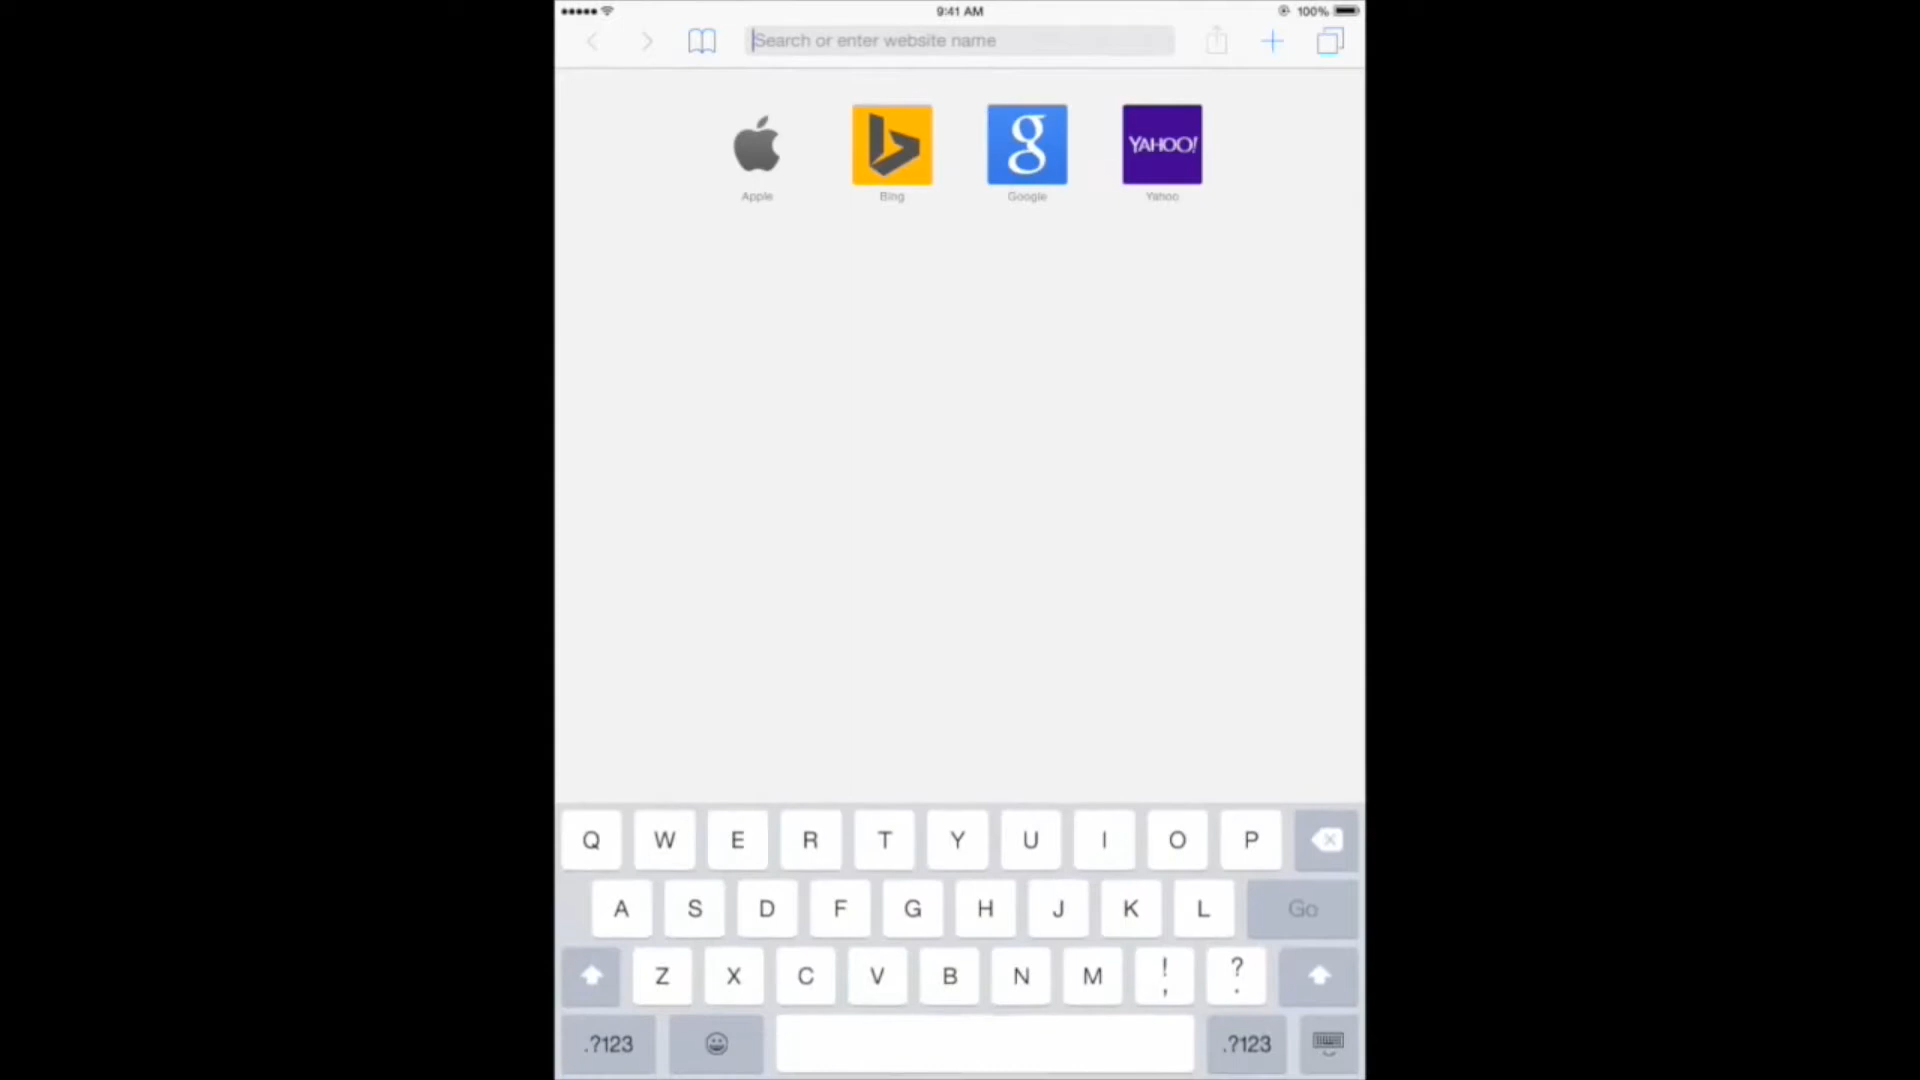 9:41 AM
100%
Search or enter website name
YAHOO!
Apple
Bing
Google
Yahoo
Q W E R T Y U I O P
A S D F G H J K L Go
Z X C V B N M ! , ? .
.?123 .?123